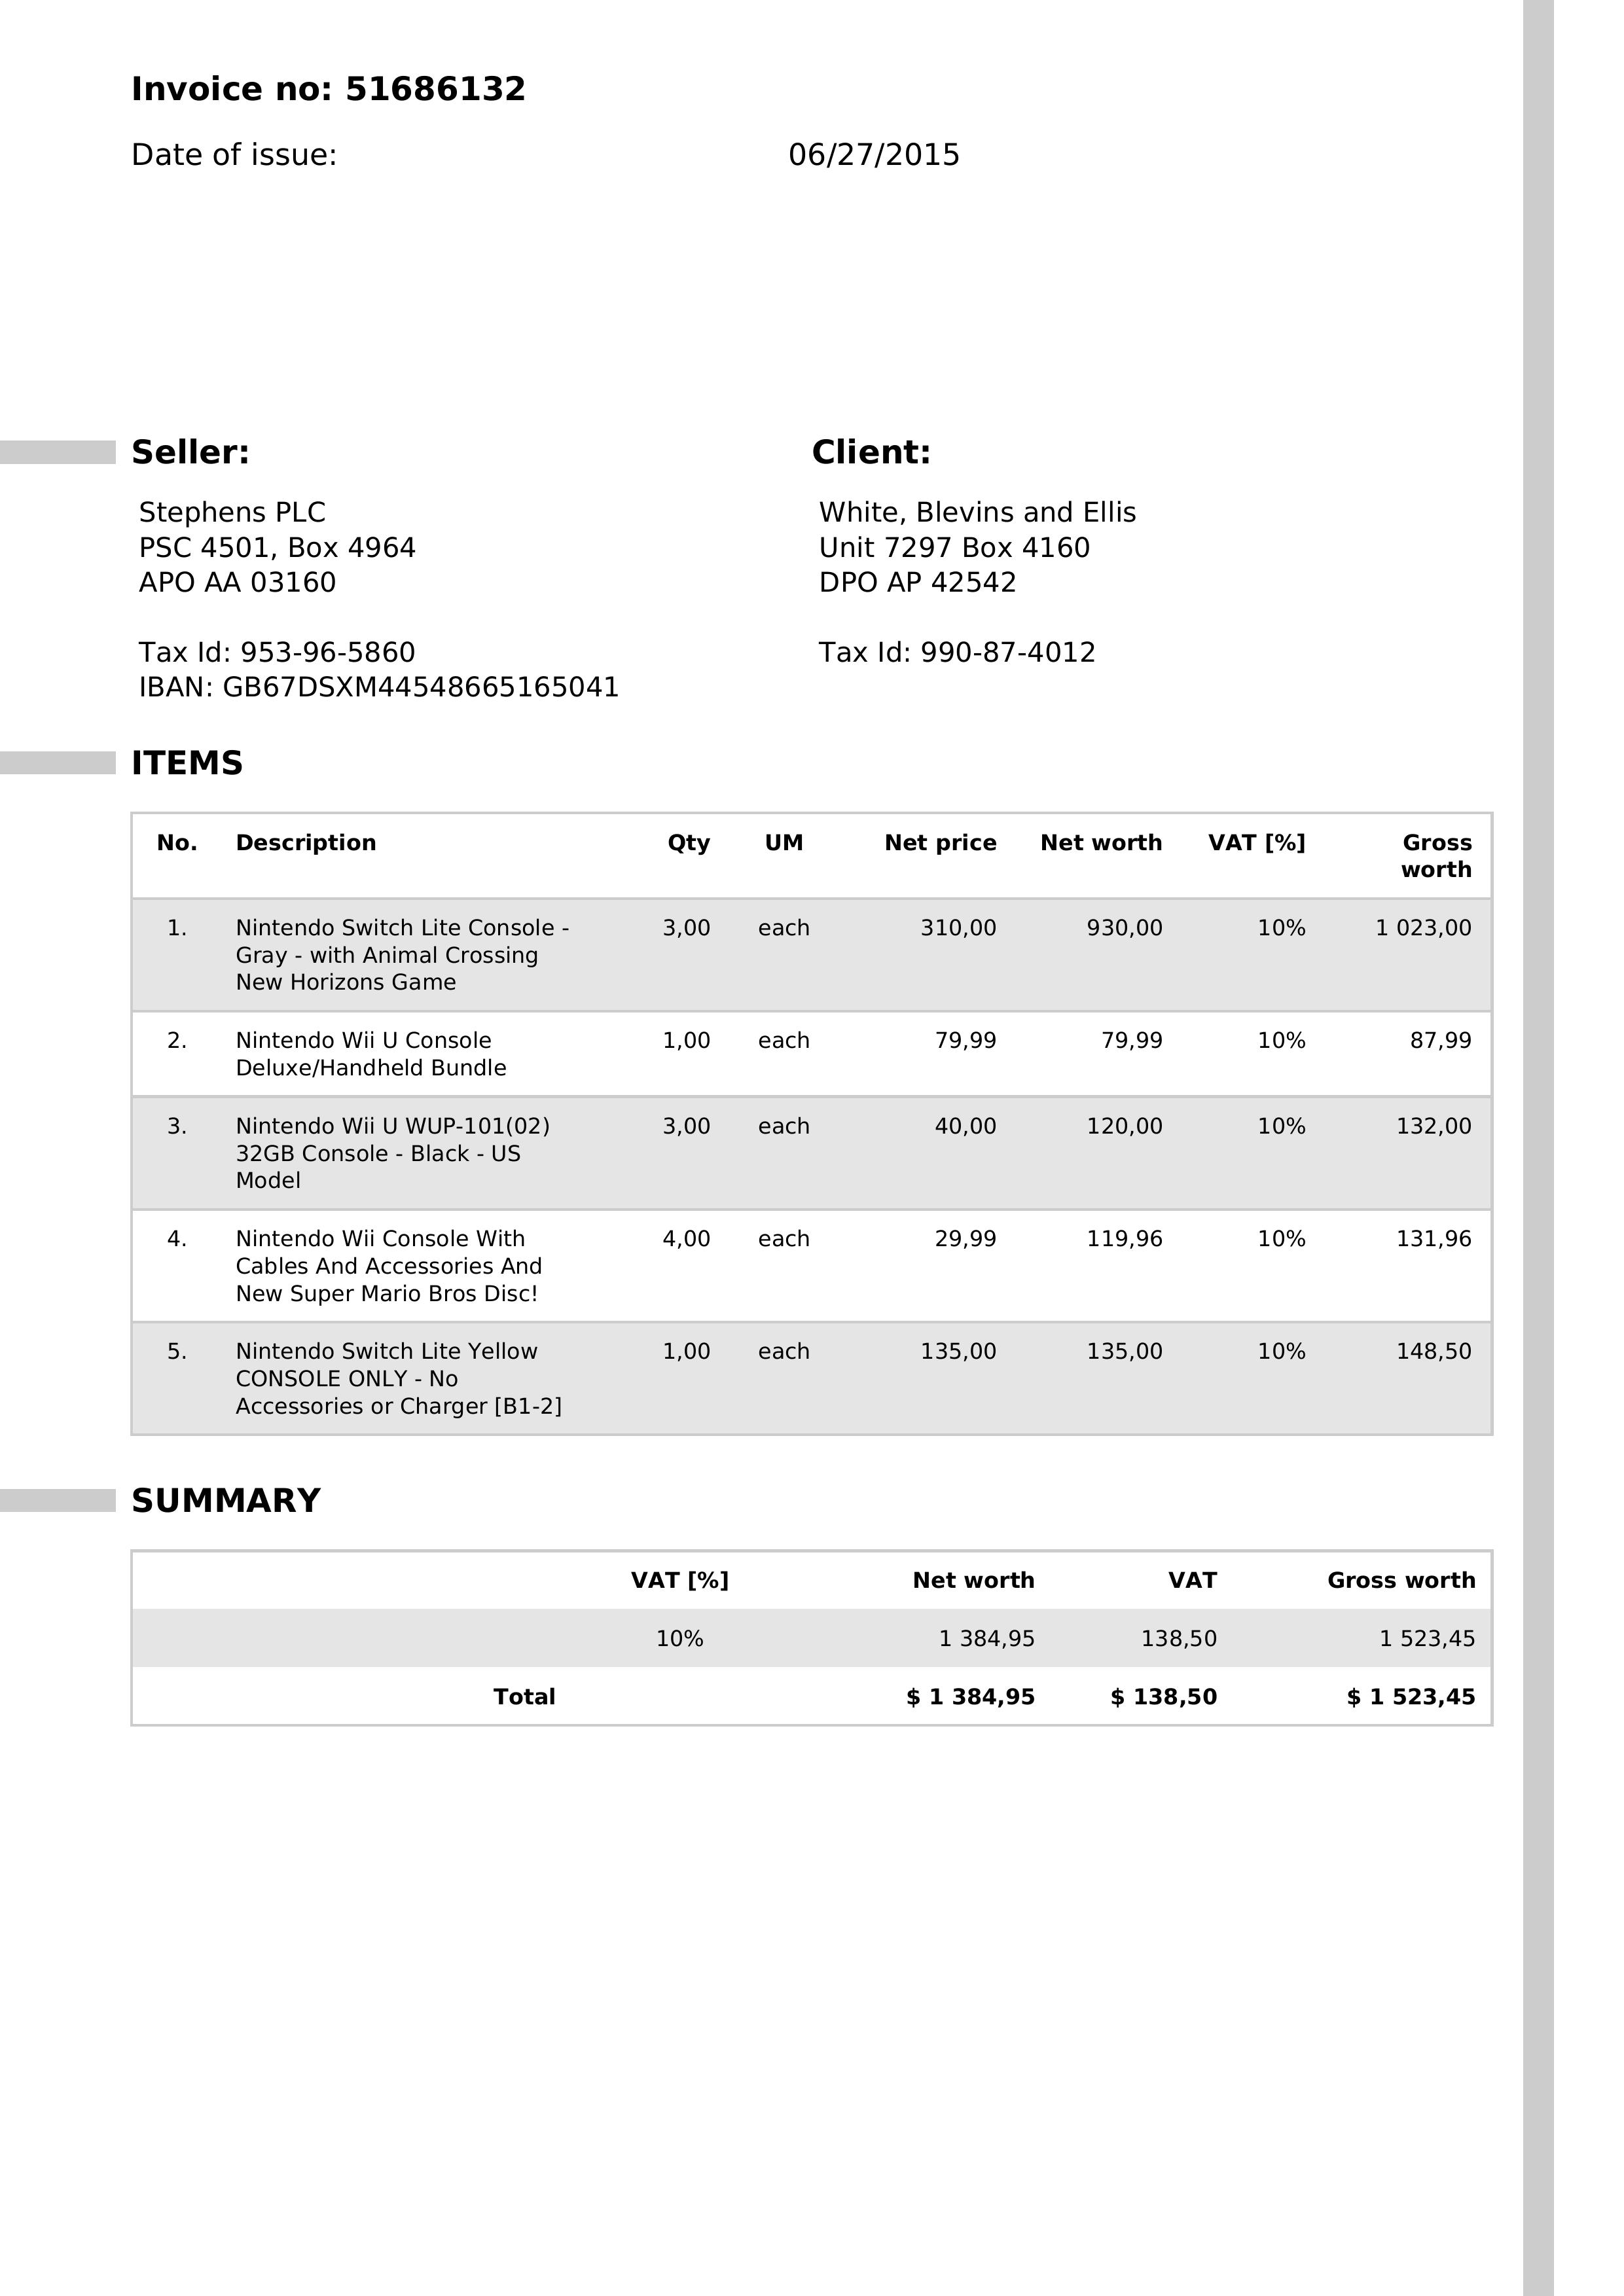 Invoice no: 51686132
Date of issue: 06/27/2015
Seller:
Stephens PLC
PSC 4501, Box 4964
APO AA 03160
Tax Id: 953-96-5860
IBAN: GB67DSXM44548665165041
Client:
White, Blevins and Ellis
Unit 7297 Box 4160
DPO AP 42542
Tax Id: 990-87-4012
ITEMS
No. Description Qty UM Net price Net worth VAT [%] Gross
worth
1. Nintendo Switch Lite Console - 3,00 each 310,00 930,00 10% 1 023,00
Gray - with Animal Crossing
New Horizons Game
2. Nintendo Wii U Console 1,00 each 79,99 79,99 10% 87,99
Deluxe/Handheld Bundle
3. Nintendo Wii U WUP-101(02) 3,00 each 40,00 120,00 10% 132,00
32GB Console - Black - US
Model
4. Nintendo Wii Console With 4,00 each 29,99 119,96 10% 131,96
Cables And Accessories And
New Super Mario Bros Disc!
5. Nintendo Switch Lite Yellow 1,00 each 135,00 135,00 10% 148,50
CONSOLE ONLY - No
Accessories or Charger [B1-2]
SUMMARY
VAT [%] Net worth VAT Gross worth
10% 1 384,95 138,50 1 523,45
Total $ 1 384,95 $ 138,50 $ 1 523,45